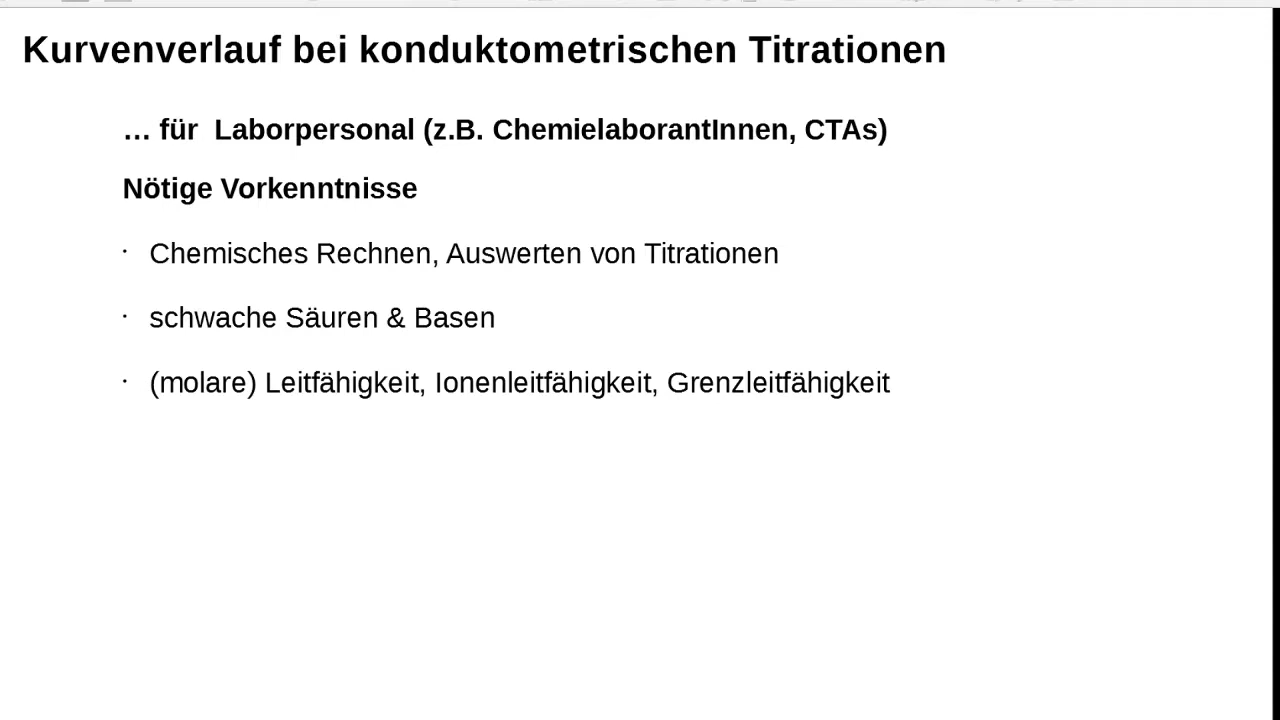 Kurvenverlauf bei konduktometrischen Titrationen
… für  Laborpersonal (z.B. ChemielaborantInnen, CTAs)
Nötige Vorkenntnisse
· Chemisches Rechnen, Auswerten von Titrationen
· schwache Säuren & Basen
· (molare) Leitfähigkeit, Ionenleitfähigkeit, Grenzleitfähigkeit